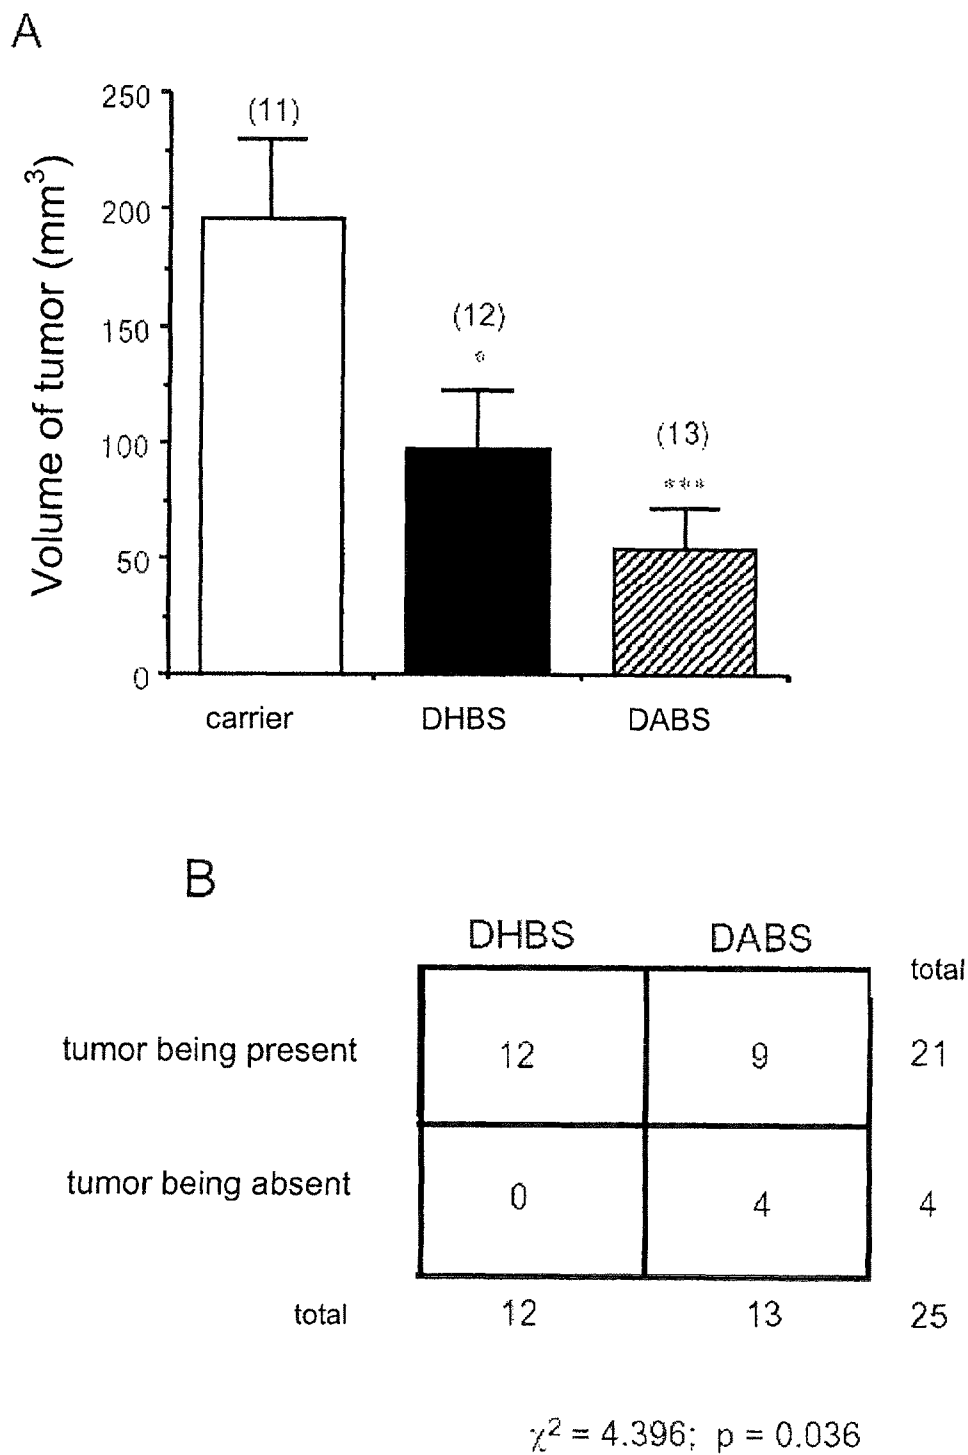 A
Volume of tumor (mm³)
250
200
150
100
50
0
(11)
(12)
*
(13)
***
carrier DHBS DABS
B
DHBS DABS
total
tumor being present 12 9 21
tumor being absent 0 4 4
total 12 13 25
χ² = 4.396; p = 0.036